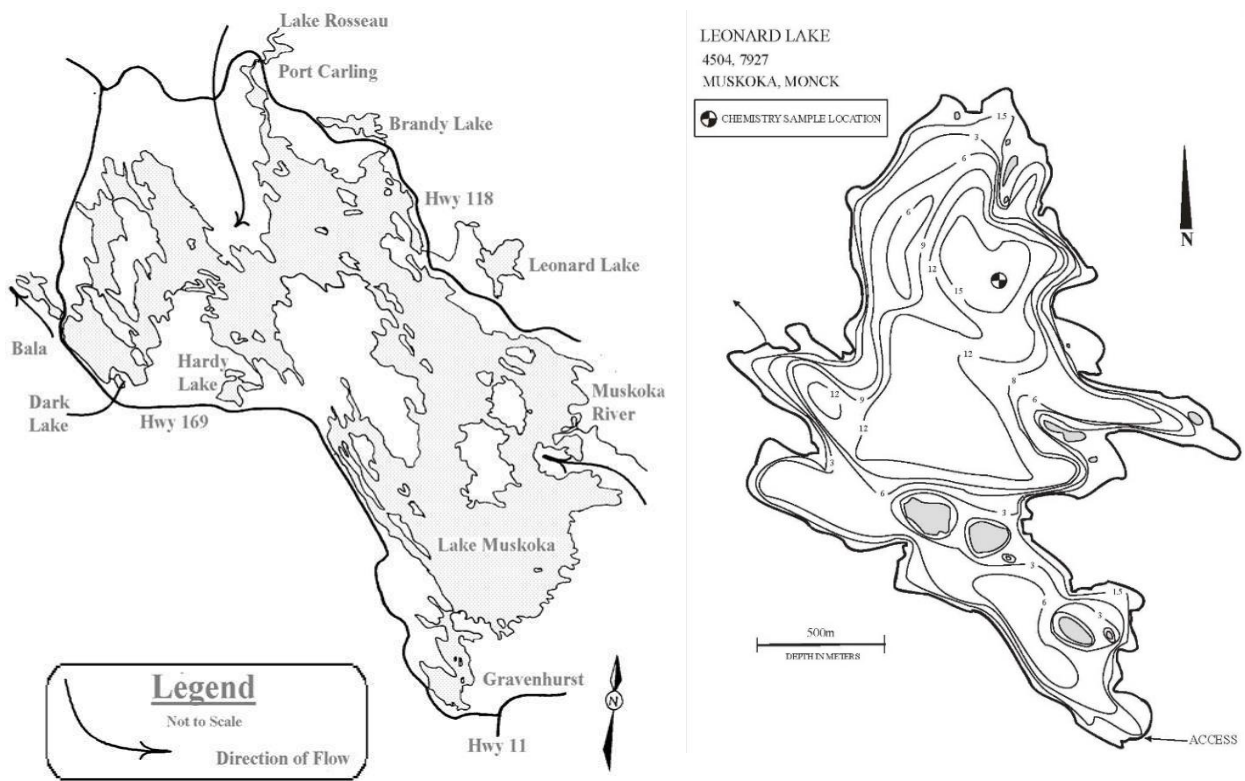 Lake Rosseau
Port Carling
Brandy Lake
Hwy 118
Leonard Lake
Bala
Hardy
Lake
Dark
Lake
Hwy 169
Muskoka
River
Lake Muskoka
Gravenhurst
Hwy 11
N
Legend
Not to Scale
Direction of Flow
LEONARD LAKE
4504, 7927
MUSKOKA, MONCK
CHEMISTRY SAMPLE LOCATION
N
1.5
3
6
6
9
12
15
12
8
12
9
6
12
3
6
3
3
6
1.5
3
500m
DEPTH IN METERS
ACCESS